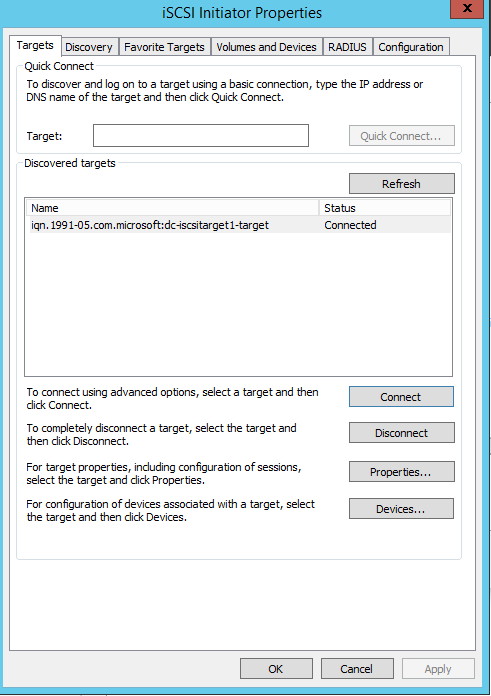 iSCSI Initiator Properties
x
Targets Discovery Favorite Targets Volumes and Devices RADIUS Configuration
Quick Connect
To discover and log on to a target using a basic connection, type the IP address or
DNS name of the target and then click Quick Connect.
Target: Quick Connect...
Discovered targets
Refresh
Name Status
iqn.1991-05.com.microsoft:dc-iscsitarget1-target Connected
To connect using advanced options, select a target and then
click Connect.
Connect
To completely disconnect a target, select the target and
then click Disconnect.
Disconnect
For target properties, including configuration of sessions,
select the target and click Properties.
Properties...
For configuration of devices associated with a target, select
the target and then click Devices.
Devices...
OK Cancel Apply